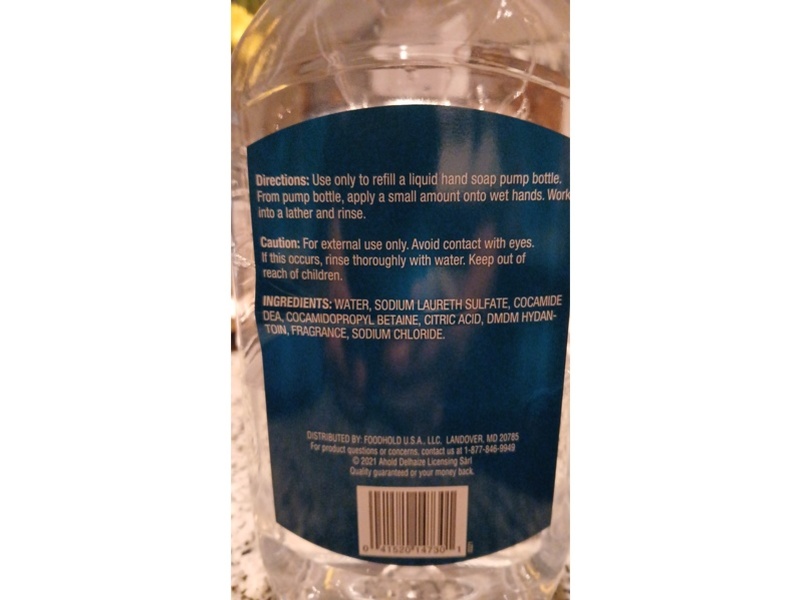 Directions: Use only to refill a liquid hand soap pump bottle.
From pump bottle, apply a small amount onto wet hands. Work
into a lather and rinse.
Caution: For external use only. Avoid contact with eyes.
If this occurs, rinse thoroughly with water. Keep out of
reach of children.
INGREDIENTS: WATER, SODIUM LAURETH SULFATE, COCAMIDE
DEA, COCAMIDOPROPYL BETAINE, CITRIC ACID, DMDM HYDAN-
TOIN, FRAGRANCE, SODIUM CHLORIDE.
DISTRIBUTED BY: FOODHOLD U.S.A., LLC. LANDOVER, MD 20785
For product questions or concerns, contact us at 1-877-846-9949
© 2021 Ahold Delhaize Licensing Sàrl
Quality guaranteed or your money back.
0 41520 14730 1